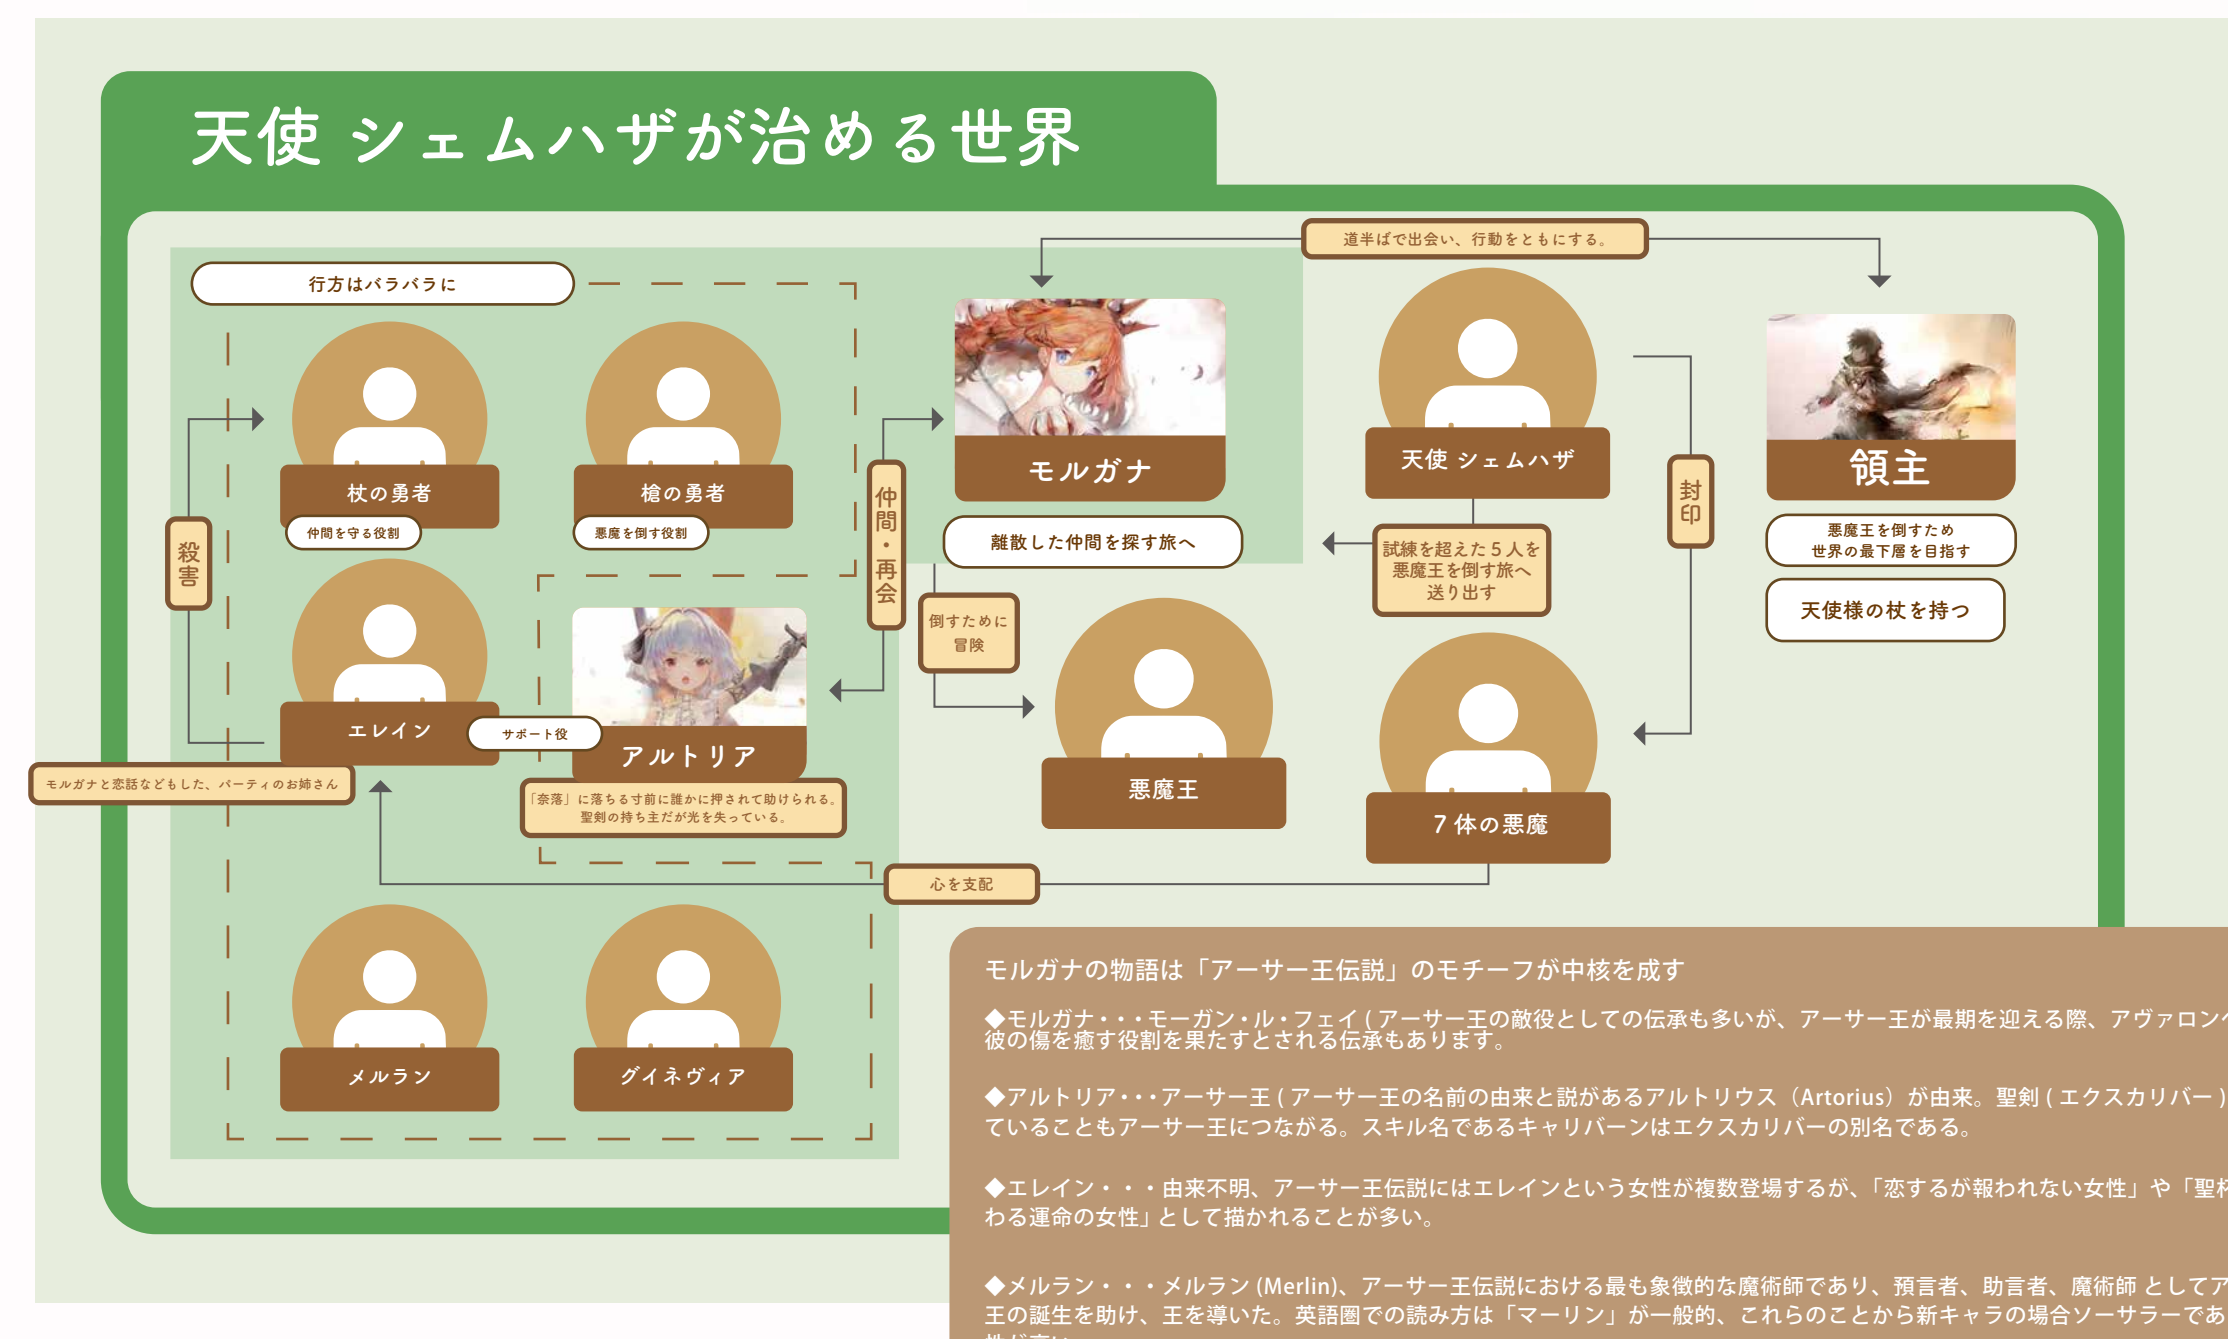 天使 シェムハザが治める世界
道半ばで出会い、行動をともにする。
行方はバラバラに
杖の勇者
仲間を守る役割
槍の勇者
悪魔を倒す役割
モルガナ
離散した仲間を探す旅へ
天使 シェムハザ
試練を超えた５人を
悪魔王を倒す旅へ
送り出す
封印
領主
悪魔王を倒すため
世界の最下層を目指す
天使様の杖を持つ
殺害
仲間・再会
倒すために
冒険
エレイン
サポート役
アルトリア
モルガナと恋話などもした、パーティのお姉さん
「奈落」に落ちる寸前に誰かに押されて助けられる。
聖剣の持ち主だが光を失っている。
悪魔王
７体の悪魔
心を支配
メルラン
グイネヴィア
モルガナの物語は「アーサー王伝説」のモチーフが中核を成す
◆モルガナ・・・モーガン・ル・フェイ ( アーサー王の敵役としての伝承も多いが、アーサー王が最期を迎える際、アヴァロンへ
彼の傷を癒す役割を果たすとされる伝承もあります。
◆アルトリア・・・アーサー王 ( アーサー王の名前の由来と説があるアルトリウス（Artorius）が由来。聖剣 ( エクスカリバー )
ていることもアーサー王につながる。スキル名であるキャリバーンはエクスカリバーの別名である。
◆エレイン・・・由来不明、アーサー王伝説にはエレインという女性が複数登場するが、「恋するが報われない女性」や「聖杯
わる運命の女性」として描かれることが多い。
◆メルラン・・・メルラン (Merlin)、アーサー王伝説における最も象徴的な魔術師であり、預言者、助言者、魔術師 としてア
王の誕生を助け、王を導いた。英語圏での読み方は「マーリン」が一般的、これらのことから新キャラの場合ソーサラーであ